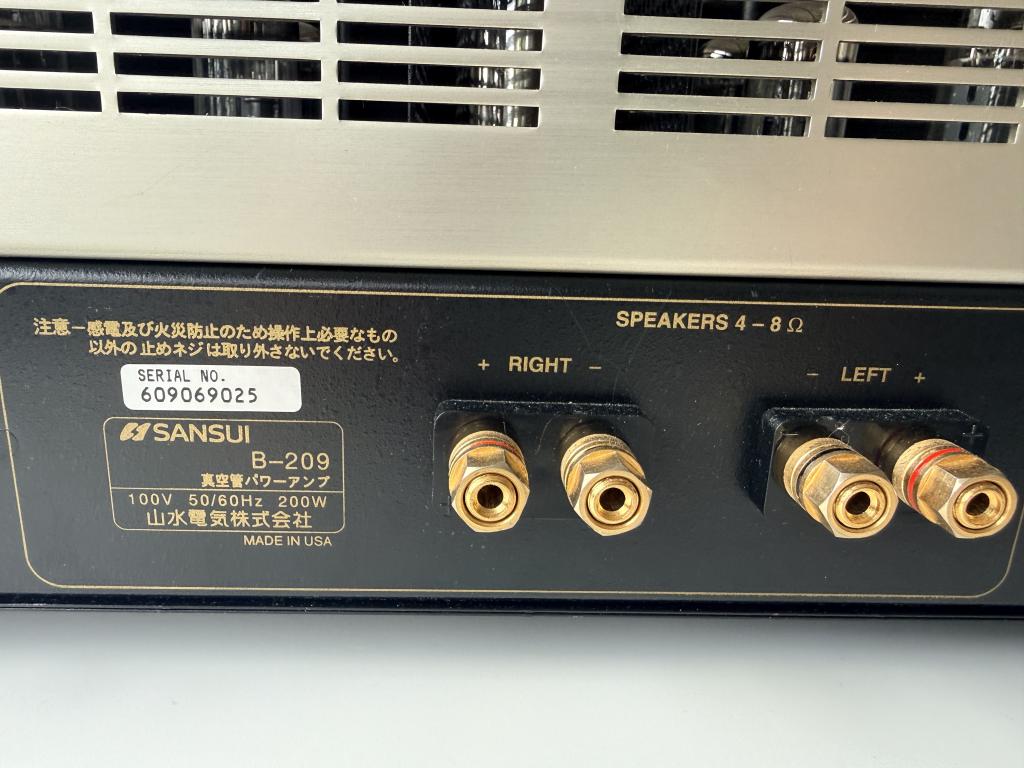 注意－感電及び火災防止のため操作上必要なもの
以外の止めネジは取り外さないでください。
SERIAL NO.
609069025
SANSUI
B-209
真空管パワーアンプ
100V 50/60Hz 200W
山水電気株式会社
MADE IN USA
SPEAKERS 4-8Ω
+ RIGHT -
- LEFT +
- +